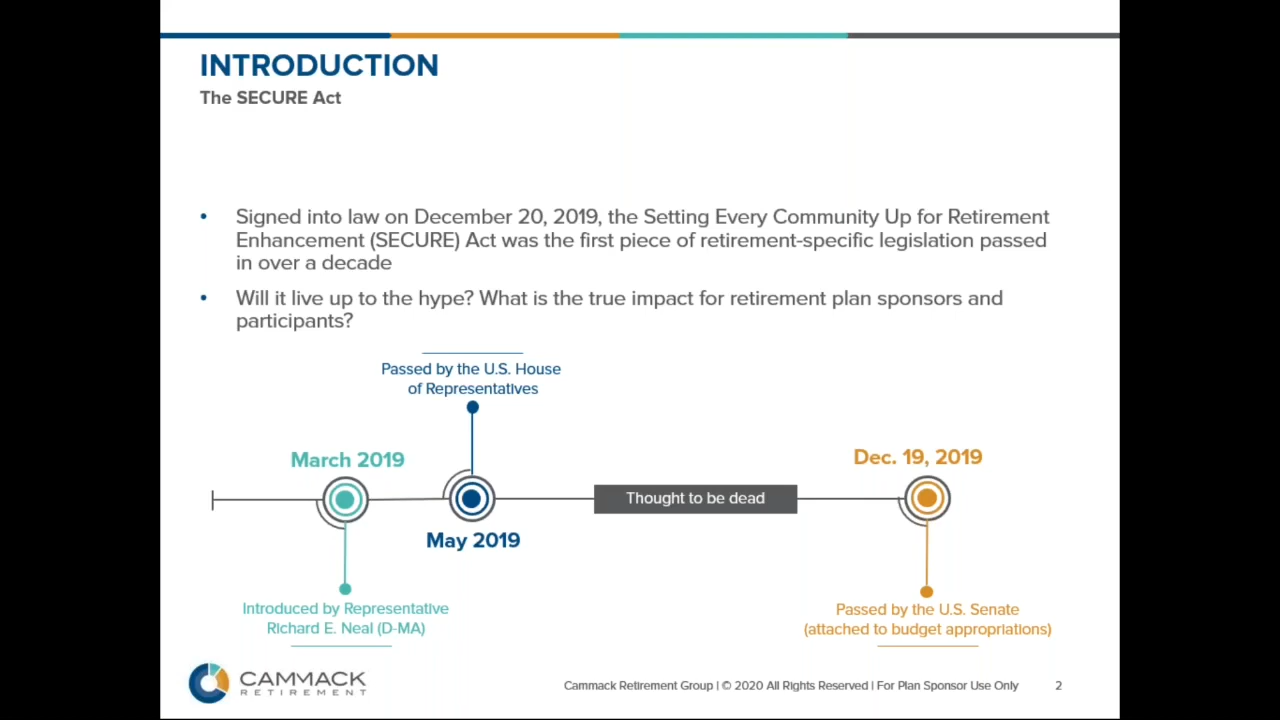 INTRODUCTION
The SECURE Act
• Signed into law on December 20, 2019, the Setting Every Community Up for Retirement
Enhancement (SECURE) Act was the first piece of retirement-specific legislation passed
in over a decade
• Will it live up to the hype? What is the true impact for retirement plan sponsors and
participants?
Passed by the U.S. House
of Representatives
March 2019
Dec. 19, 2019
Thought to be dead
May 2019
Introduced by Representative
Richard E. Neal (D-MA)
Passed by the U.S. Senate
(attached to budget appropriations)
CAMMACK
RETIREMENT
Cammack Retirement Group | © 2020 All Rights Reserved | For Plan Sponsor Use Only 2